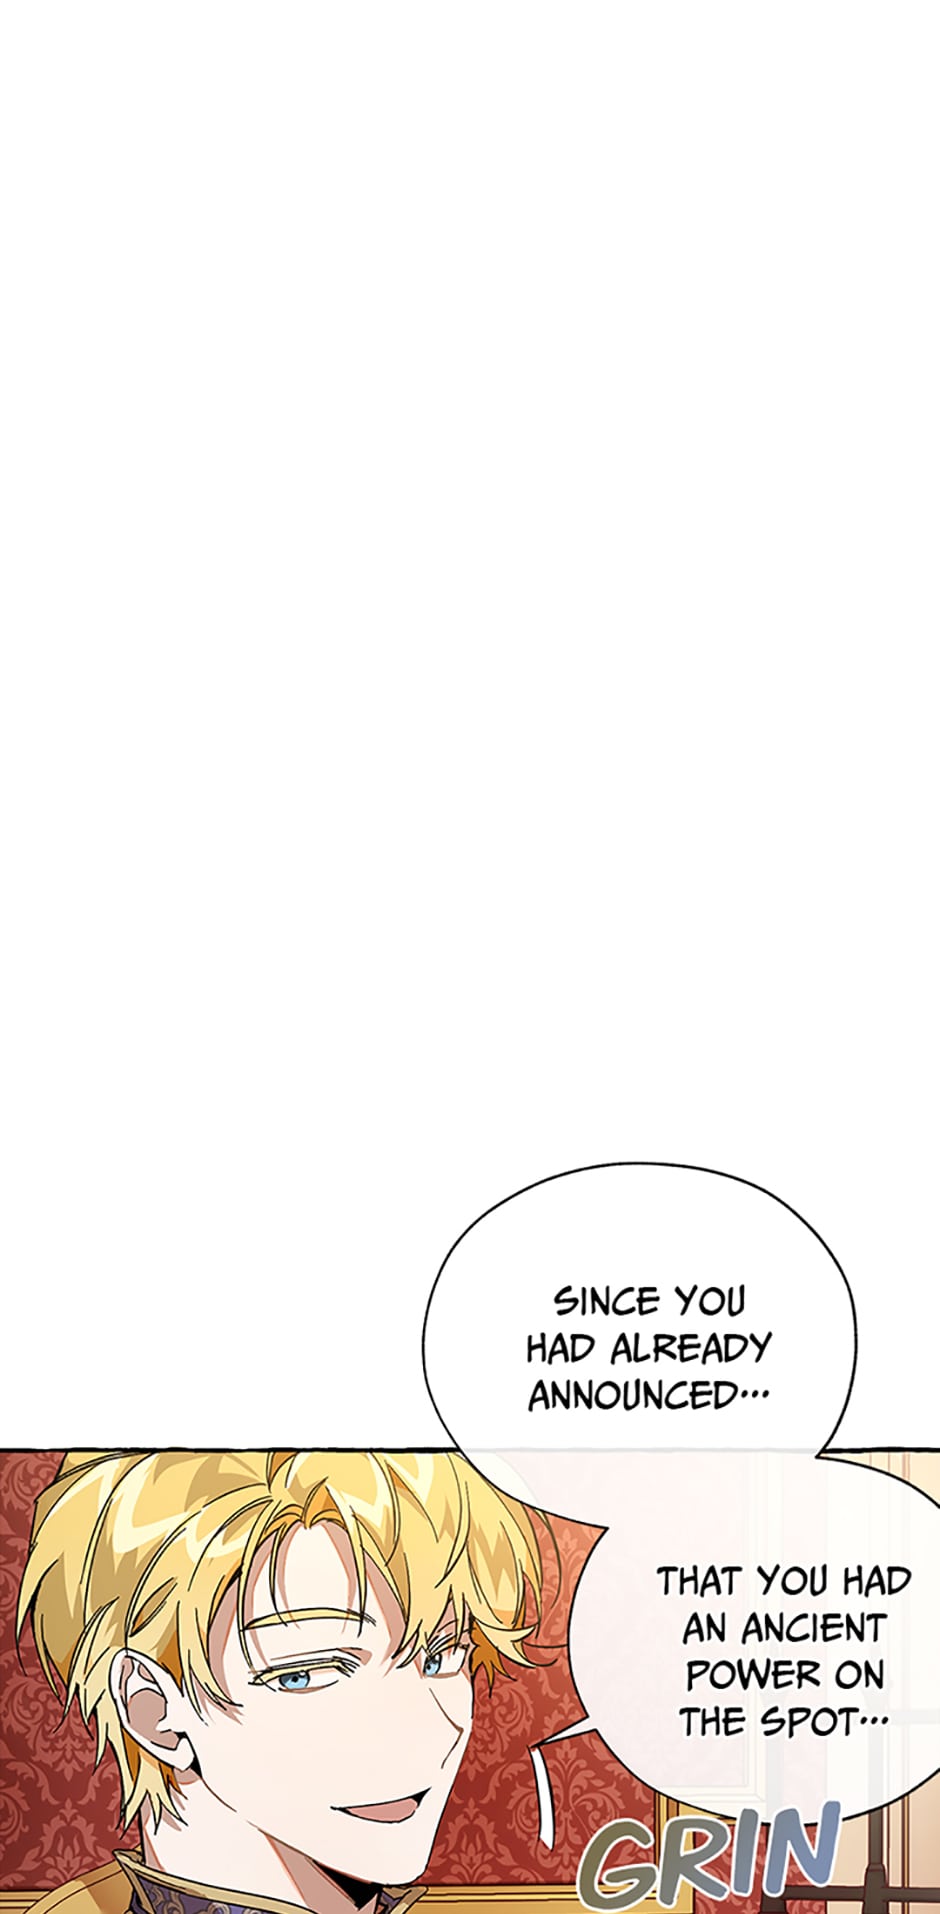 SINCE YOU
HAD ALREADY
ANNOUNCED...
THAT YOU HAD
AN ANCIENT
POWER ON
THE SPOT...
GRIN